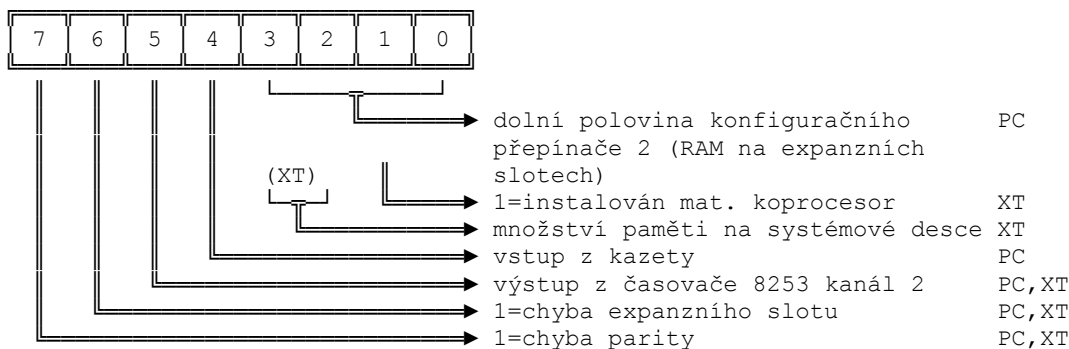 7 6 5 4 3 2 1 0
dolní polovina konfiguračního PC
přepínače 2 (RAM na expanzních
(XT) slotech)
1=instalován mat. koprocesor XT
množství paměti na systémové desce XT
vstup z kazety PC
výstup z časovače 8253 kanál 2 PC,XT
1=chyba expanzního slotu PC,XT
1=chyba parity PC,XT